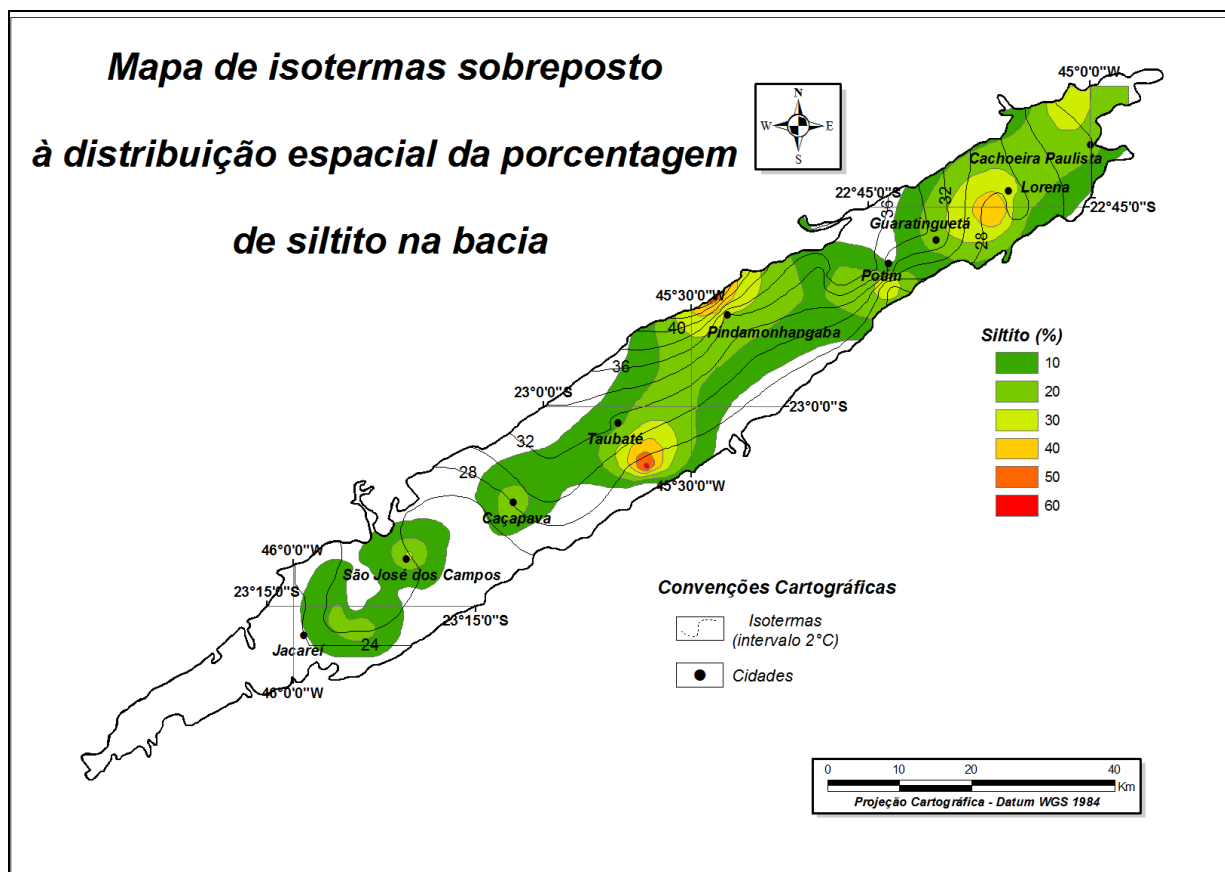 Mapa de isotermas sobreposto
à distribuição espacial da porcentagem
de siltito na bacia
N
W
E
S
45°0'0"W
Cachoeira Paulista
Lorena
22°45'0"S
22°45'0"S
36
32
28
Guaratinguetá
Potim
45°30'0"W
40
Pindamonhangaba
36
23°0'0"S
23°0'0"S
Taubaté
32
28
45°30'0"W
Caçapava
46°0'0"W
São José dos Campos
23°15'0"S
23°15'0"S
Jacareí
24
46°0'0"W
Siltito (%)
10
20
30
40
50
60
Convenções Cartográficas
Isotermas
(intervalo 2°C)
Cidades
0 10 20 40
Km
Projeção Cartográfica - Datum WGS 1984